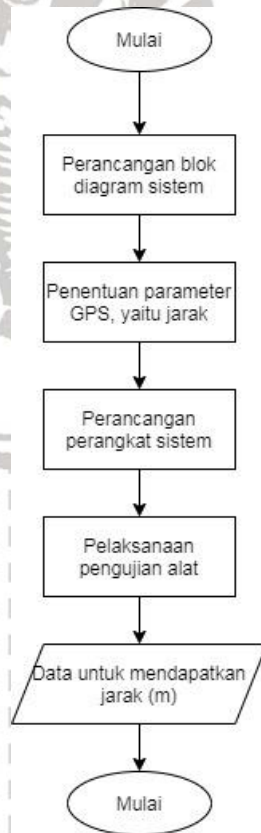 Mulai
Perancangan blok
diagram sistem
Penentuan parameter
GPS, yaitu jarak
Perancangan
perangkat sistem
Pelaksanaan
pengujian alat
Data untuk mendapatkan
jarak (m)
Mulai